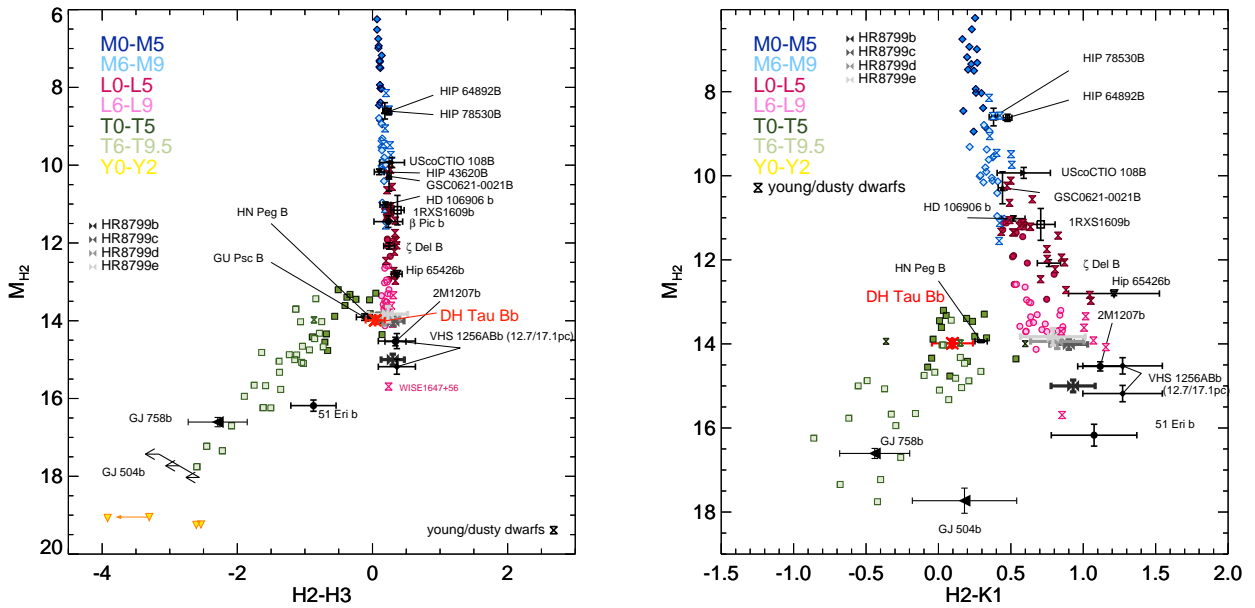 6
8
10
12
14
16
18
20
M_H2
-4
-2
0
2
H2-H3
M0-M5
M6-M9
L0-L5
L6-L9
T0-T5
T6-T9.5
Y0-Y2
HR8799b
HR8799c
HR8799d
HR8799e
HIP 64892B
HIP 78530B
UScoCTIO 108B
HIP 43620B
GSC0621-0021B
HD 106906 b
HN Peg B
1RXS1609b
β Pic b
GU Psc B
ζ Del B
Hip 65426b
2M1207b
DH Tau Bb
VHS 1256ABb (12.7/17.1pc)
WISE1647+56
GJ 758b
51 Eri b
GJ 504b
young/dusty dwarfs
8
10
12
14
16
18
M_H2
-1.5
-1.0
-0.5
0.0
0.5
1.0
1.5
2.0
H2-K1
M0-M5
M6-M9
L0-L5
L6-L9
T0-T5
T6-T9.5
Y0-Y2
young/dusty dwarfs
HR8799b
HR8799c
HR8799d
HR8799e
HIP 78530B
HIP 64892B
UScoCTIO 108B
GSC0621-0021B
HD 106906 b
1RXS1609b
ζ Del B
HN Peg B
Hip 65426b
DH Tau Bb
2M1207b
VHS 1256ABb
(12.7/17.1pc)
51 Eri b
GJ 758b
GJ 504b